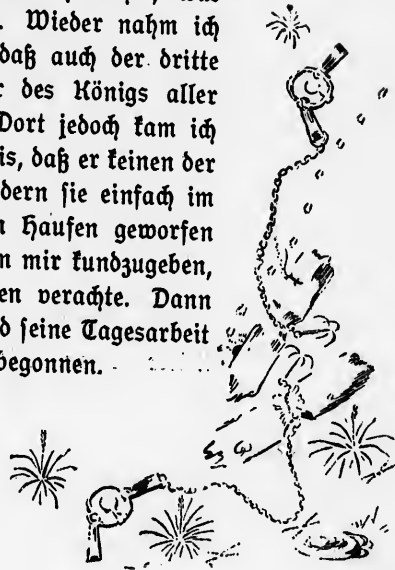 . Wieder nahm ich
daß auch der dritte
des Königs aller
Dort jedoch kam ich
is, daß er keinen der
dern sie einfach im
n Haufen geworfen
n mir kundzugeben,
en verachte. Dann
d seine Tagesarbeit
begonnen.